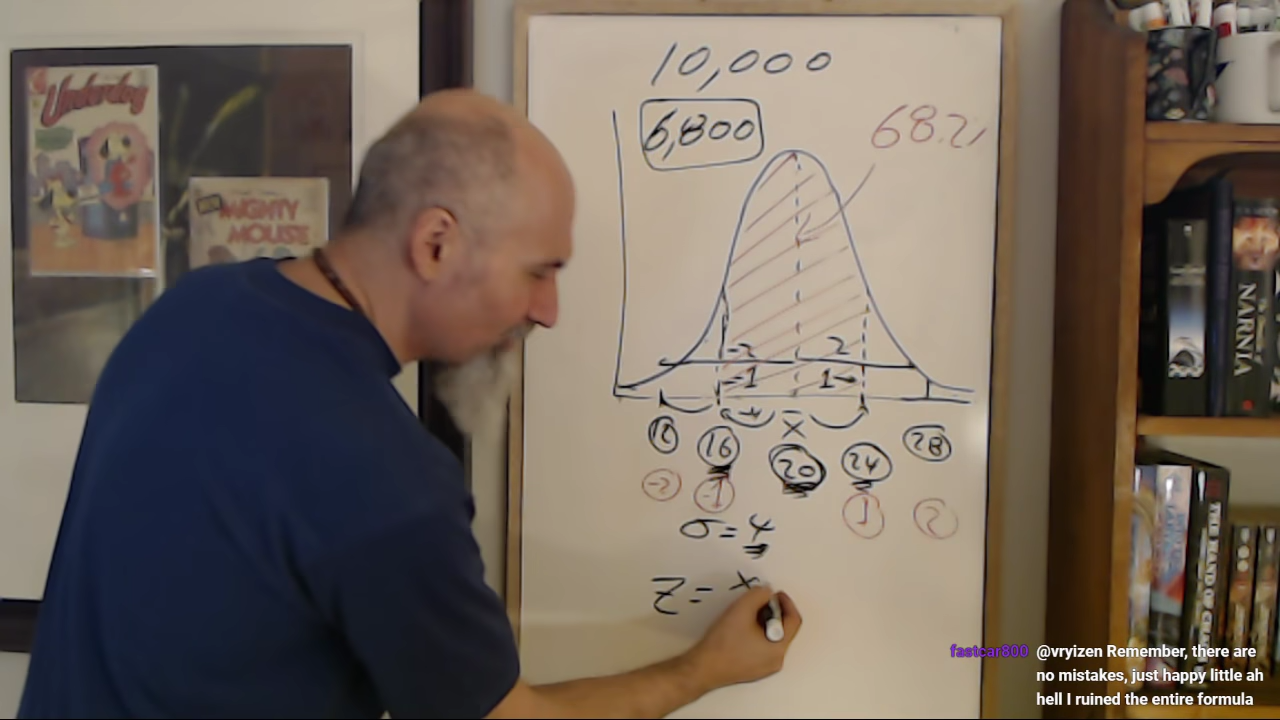 Underdog
MIGHTY
MOUSE
10,000
6,800
68.2
-2 2
-1 1
x̄
12 16 20 24 28
-2 -1 1 2
σ = 4
Z = x
NARNIA
fastcar800 @vryizen Remember, there are
no mistakes, just happy little ah
hell I ruined the entire formula